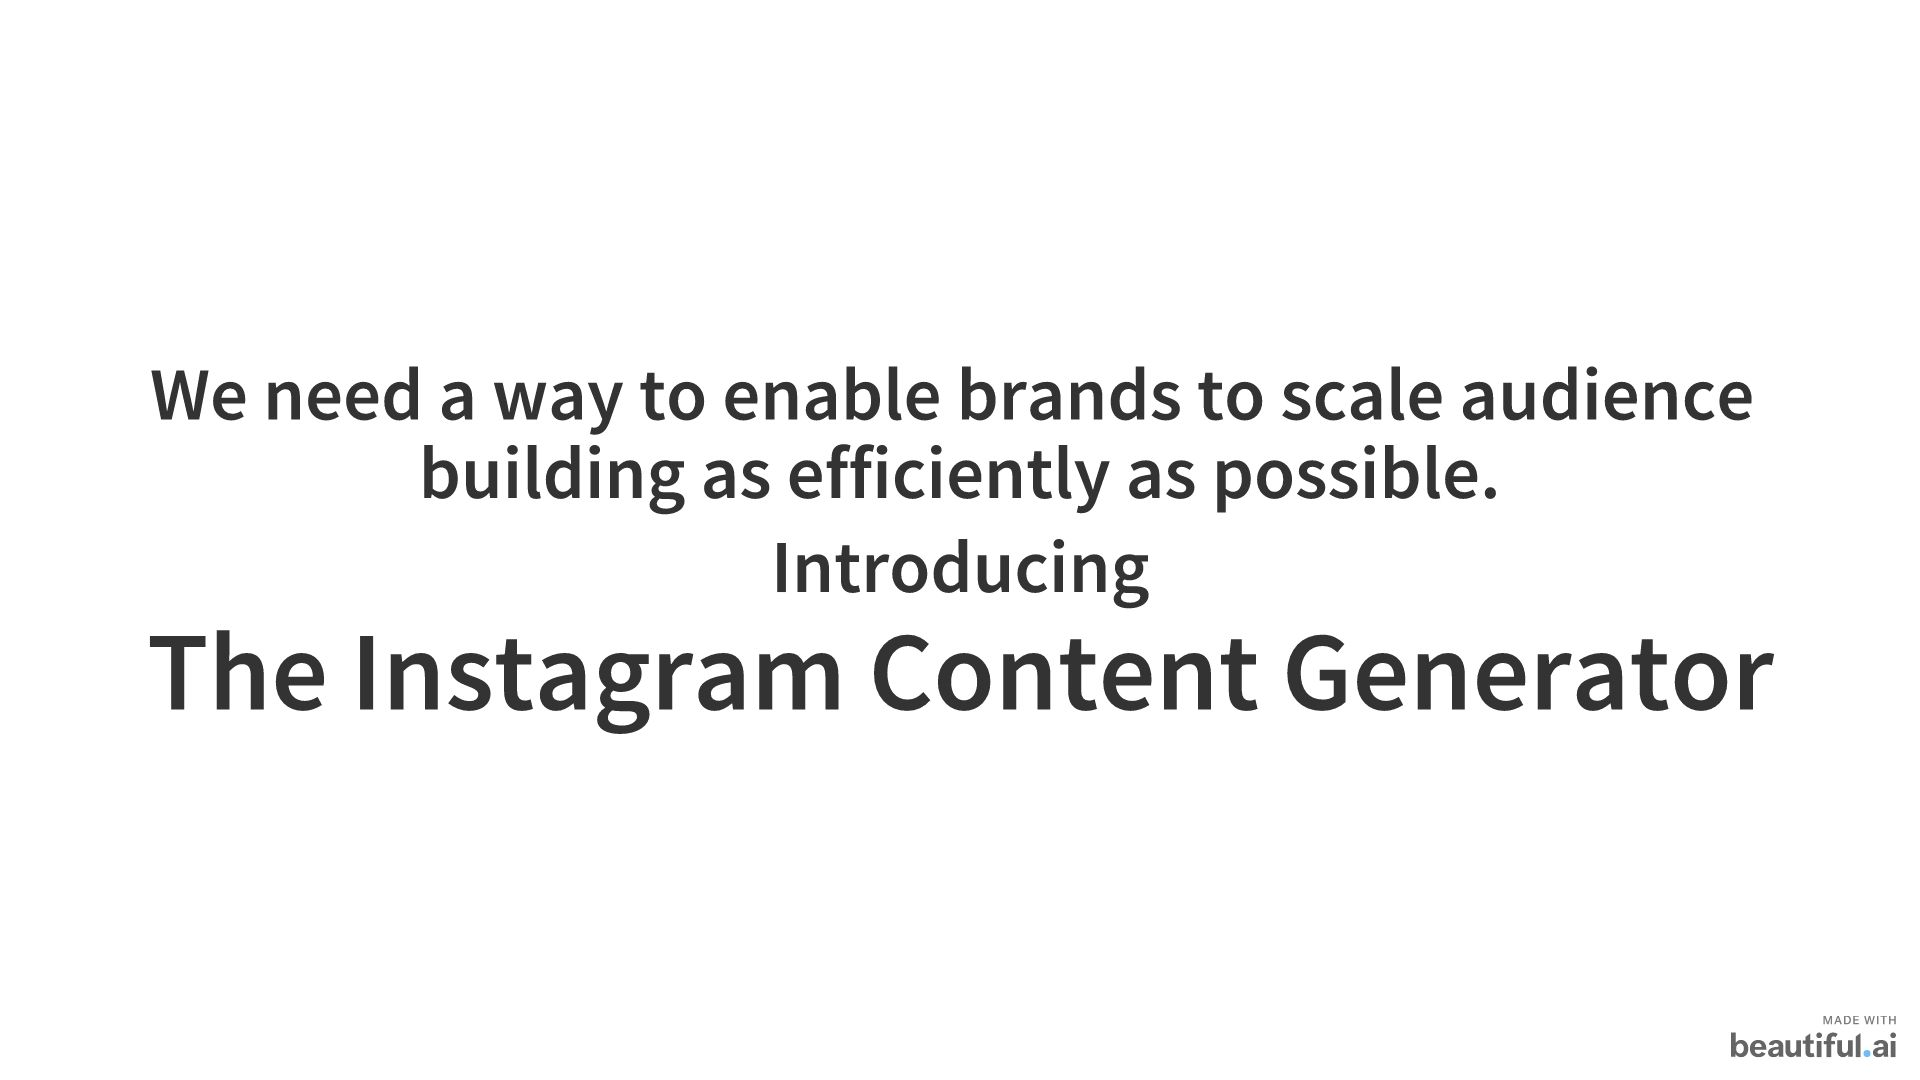 We need a way to enable brands to scale audience
building as efficiently as possible.
Introducing
The Instagram Content Generator
MADE WITH
beautiful.ai